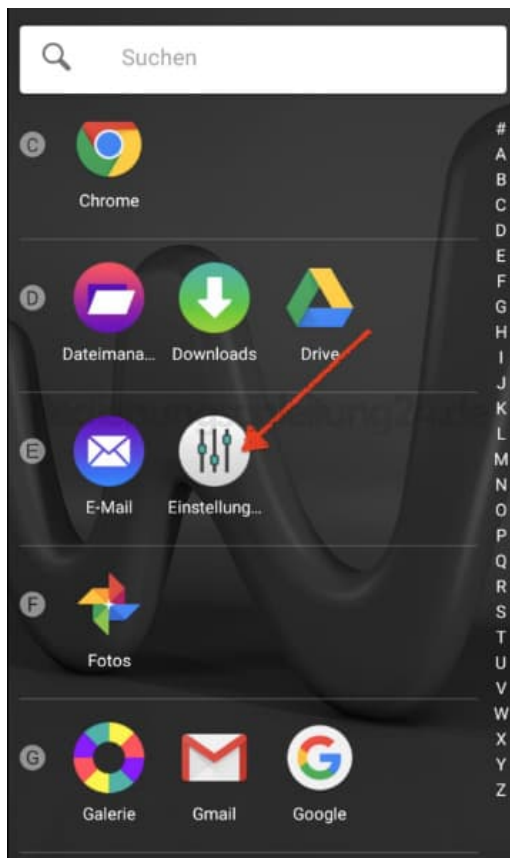 Suchen
C
Chrome
D
Dateimana... Downloads Drive
E
E-Mail Einstellung...
F
Fotos
G
Galerie Gmail Google
#
A
B
C
D
E
F
G
H
I
J
K
L
M
N
O
P
Q
R
S
T
U
V
W
X
Y
Z